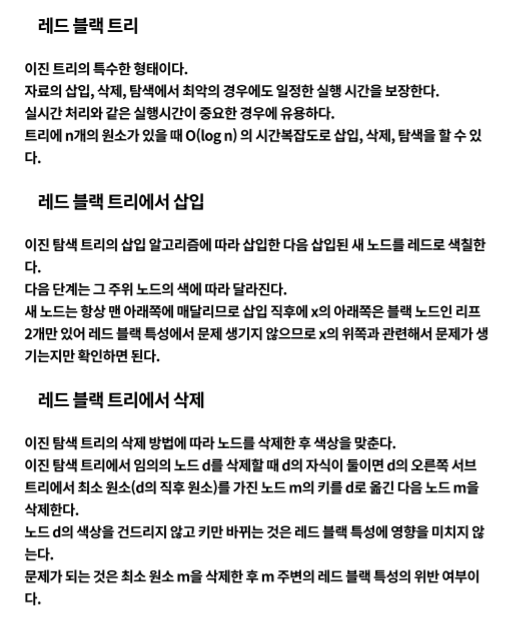 레드 블랙 트리
이진 트리의 특수한 형태이다.
자료의 삽입, 삭제, 탐색에서 최악의 경우에도 일정한 실행 시간을 보장한다.
실시간 처리와 같은 실행시간이 중요한 경우에 유용하다.
트리에 n개의 원소가 있을 때 O(log n) 의 시간복잡도로 삽입, 삭제, 탐색을 할 수 있
다.
레드 블랙 트리에서 삽입
이진 탐색 트리의 삽입 알고리즘에 따라 삽입한 다음 삽입된 새 노드를 레드로 색칠한
다.
다음 단계는 그 주위 노드의 색에 따라 달라진다.
새 노드는 항상 맨 아래쪽에 매달리므로 삽입 직후에 x의 아래쪽은 블랙 노드인 리프
2개만 있어 레드 블랙 특성에서 문제 생기지 않으므로 x의 위쪽과 관련해서 문제가 생
기는지만 확인하면 된다.
레드 블랙 트리에서 삭제
이진 탐색 트리의 삭제 방법에 따라 노드를 삭제한 후 색상을 맞춘다.
이진 탐색 트리에서 임의의 노드 d를 삭제할 때 d의 자식이 둘이면 d의 오른쪽 서브
트리에서 최소 원소(d의 직후 원소)를 가진 노드 m의 키를 d로 옮긴 다음 노드 m을
삭제한다.
노드 d의 색상을 건드리지 않고 키만 바뀌는 것은 레드 블랙 특성에 영향을 미치지 않
는다.
문제가 되는 것은 최소 원소 m을 삭제한 후 m 주변의 레드 블랙 특성의 위반 여부이
다.